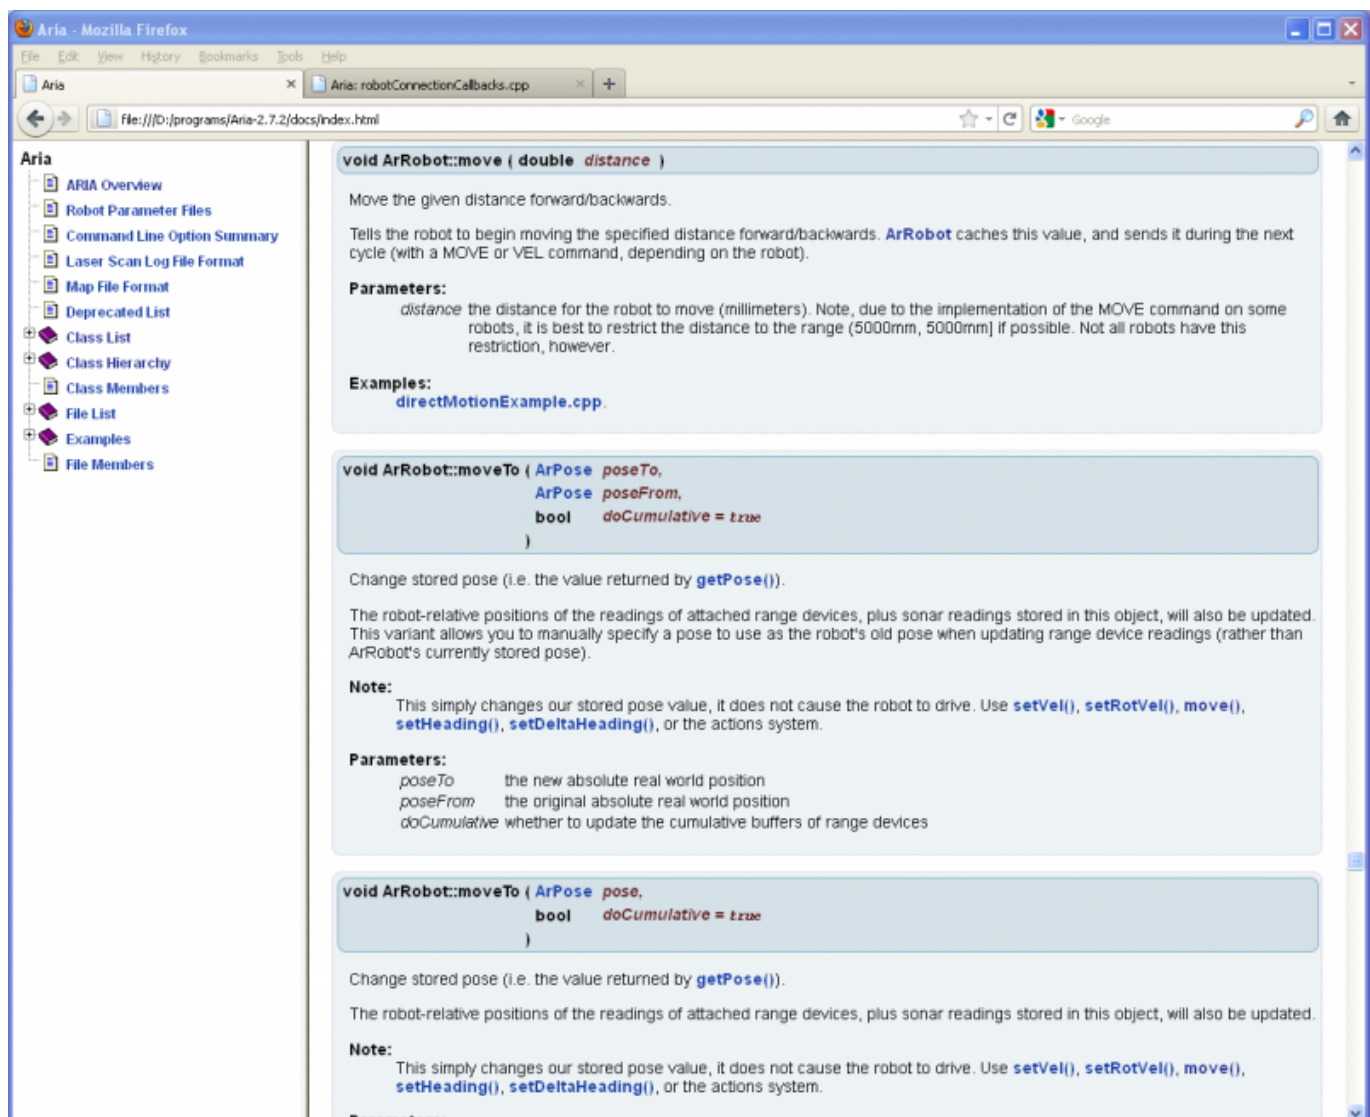 Aria - Mozilla Firefox
File Edit View History Bookmarks Tools Help
Aria
Aria: robotConnectionCallbacks.cpp
file:///D:/programs/Aria-2.7.2/docs/index.html
Google
Aria
ARIA Overview
Robot Parameter Files
Command Line Option Summary
Laser Scan Log File Format
Map File Format
Deprecated List
Class List
Class Hierarchy
Class Members
File List
Examples
File Members
void ArRobot::move ( double distance )
Move the given distance forward/backwards.
Tells the robot to begin moving the specified distance forward/backwards. ArRobot caches this value, and sends it during the next
cycle (with a MOVE or VEL command, depending on the robot).
Parameters:
distance the distance for the robot to move (millimeters). Note, due to the implementation of the MOVE command on some
robots, it is best to restrict the distance to the range (5000mm, 5000mm] if possible. Not all robots have this
restriction, however.
Examples:
directMotionExample.cpp.
void ArRobot::moveTo ( ArPose poseTo,
ArPose poseFrom,
bool doCumulative = true
)
Change stored pose (i.e. the value returned by getPose()).
The robot-relative positions of the readings of attached range devices, plus sonar readings stored in this object, will also be updated.
This variant allows you to manually specify a pose to use as the robot's old pose when updating range device readings (rather than
ArRobot's currently stored pose).
Note:
This simply changes our stored pose value, it does not cause the robot to drive. Use setVel(), setRotVel(), move(),
setHeading(), setDeltaHeading(), or the actions system.
Parameters:
poseTo the new absolute real world position
poseFrom the original absolute real world position
doCumulative whether to update the cumulative buffers of range devices
void ArRobot::moveTo ( ArPose pose,
bool doCumulative = true
)
Change stored pose (i.e. the value returned by getPose()).
The robot-relative positions of the readings of attached range devices, plus sonar readings stored in this object, will also be updated.
Note:
This simply changes our stored pose value, it does not cause the robot to drive. Use setVel(), setRotVel(), move(),
setHeading(), setDeltaHeading(), or the actions system.